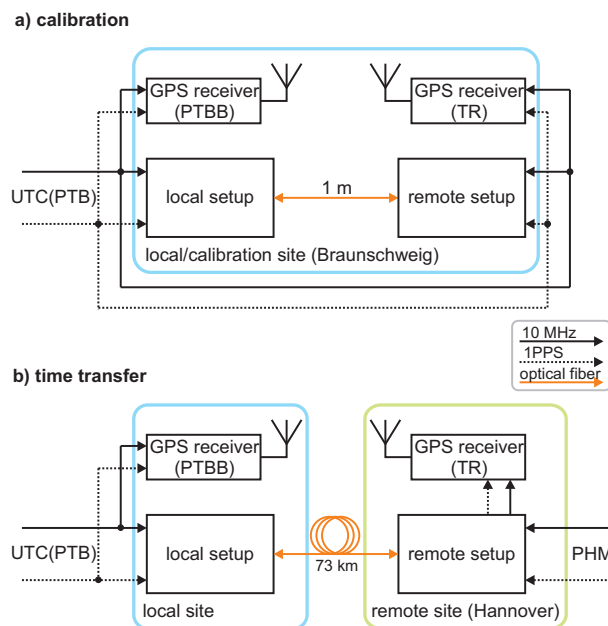 a) calibration
GPS receiver
(PTBB)
GPS receiver
(TR)
UTC(PTB)
local setup
1 m
remote setup
local/calibration site (Braunschweig)
10 MHz
1PPS
optical fiber
b) time transfer
GPS receiver
(PTBB)
GPS receiver
(TR)
UTC(PTB)
local setup
73 km
remote setup
PHM
local site
remote site (Hannover)